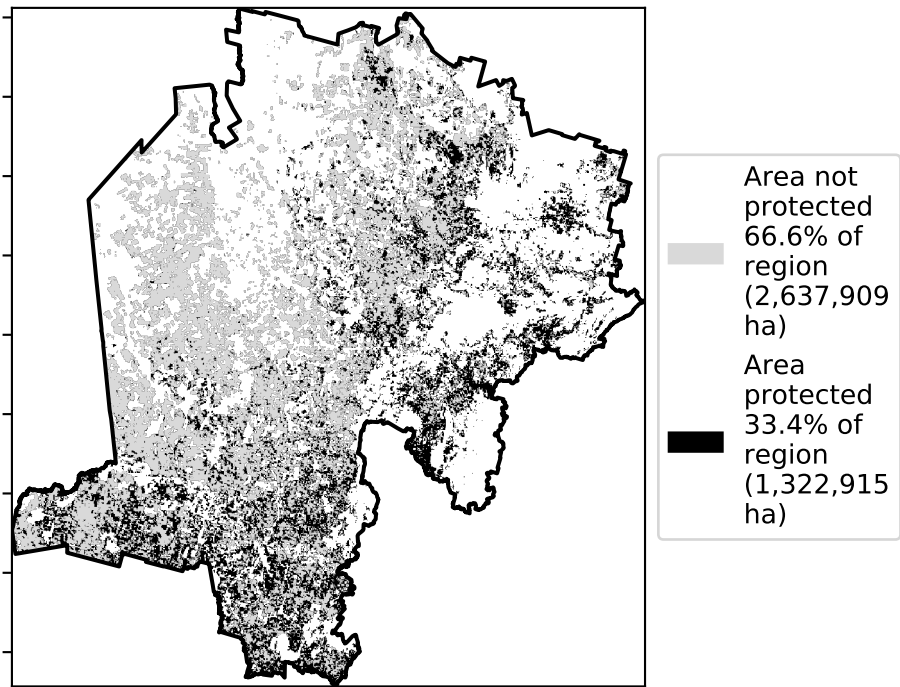 Area not
protected
66.6% of
region
(2,637,909
ha)
Area
protected
33.4% of
region
(1,322,915
ha)